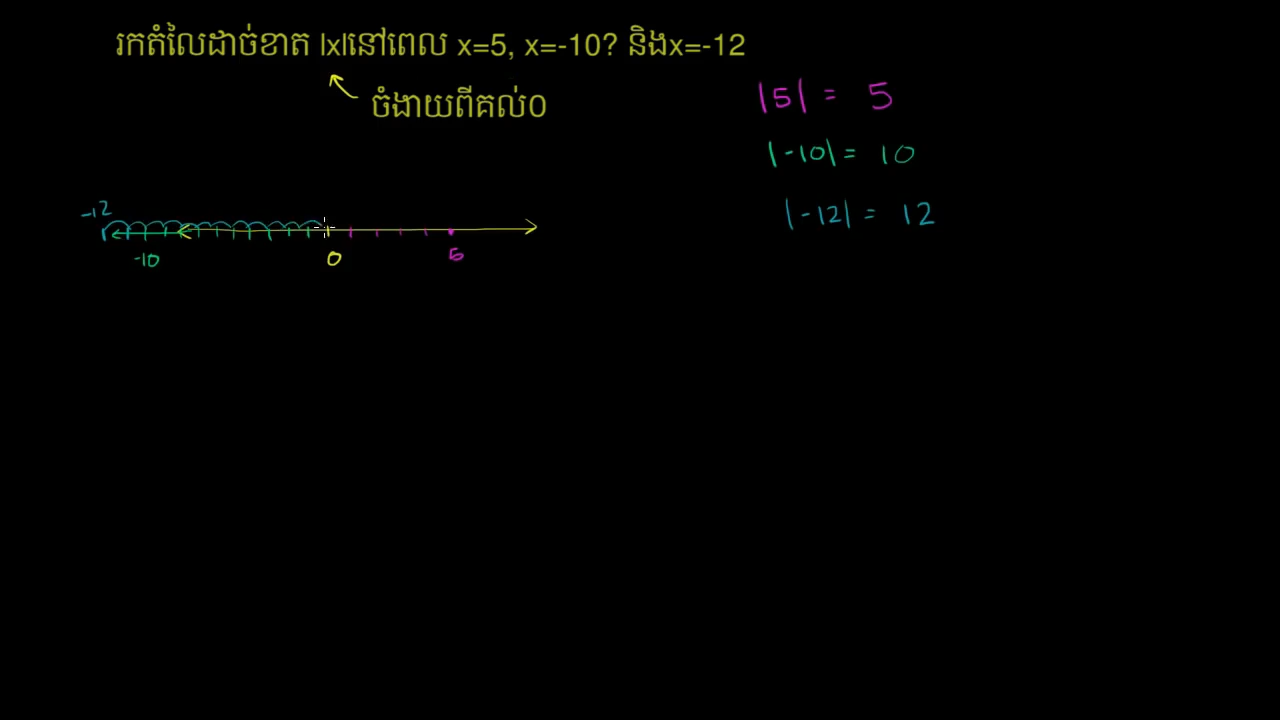 រកតំលៃដាច់ខាត |x|នៅពេល x=5, x=-10? និងx=-12
ចំងាយពីគល់0
|5| = 5
|-10| = 10
|-12| = 12
-12
-10
0
5